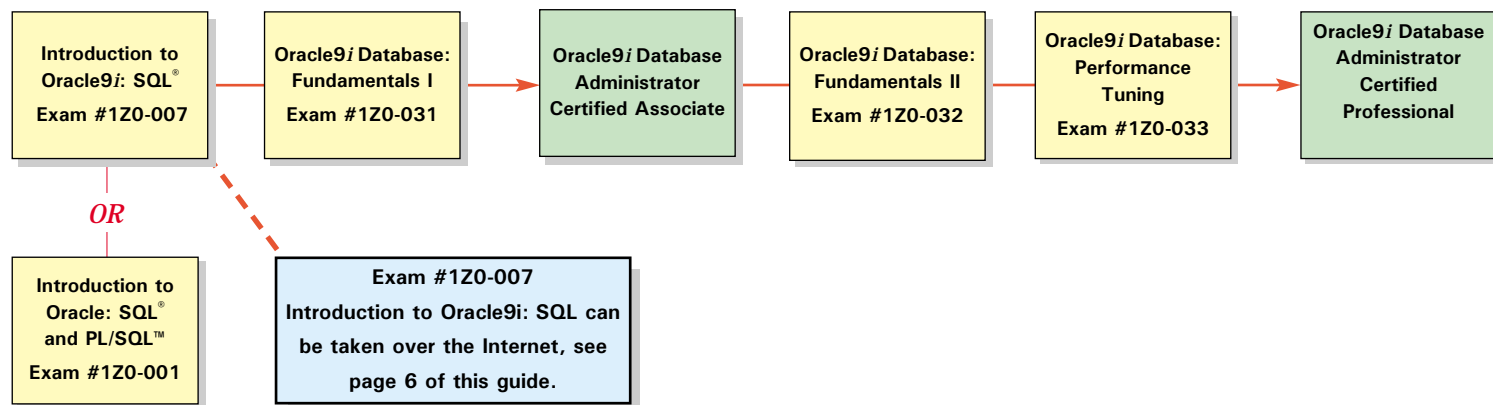 Introduction to
Oracle9i: SQL®
Exam #1Z0-007
Oracle9i Database:
Fundamentals I
Exam #1Z0-031
Oracle9i Database
Administrator
Certified Associate
Oracle9i Database:
Fundamentals II
Exam #1Z0-032
Oracle9i Database:
Performance
Tuning
Exam #1Z0-033
Oracle9i Database
Administrator
Certified
Professional
OR
Introduction to
Oracle: SQL®
and PL/SQL™
Exam #1Z0-001
Exam #1Z0-007
Introduction to Oracle9i: SQL can
be taken over the Internet, see
page 6 of this guide.